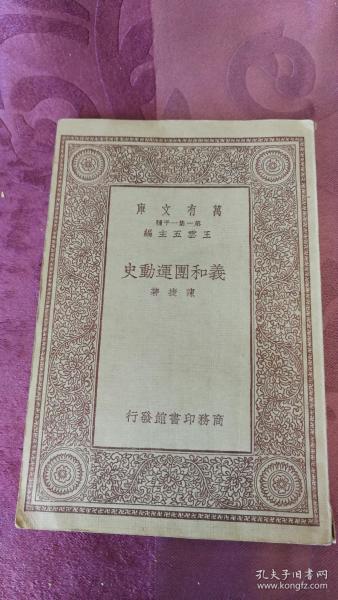 庫文有萬
種千一集一第
編主五雲王
史動運團和義
著捷陳
行發館書印務商
孔夫子旧书网